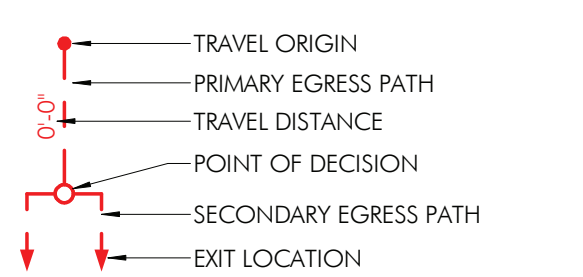 TRAVEL ORIGIN
PRIMARY EGRESS PATH
0'-0"
TRAVEL DISTANCE
POINT OF DECISION
SECONDARY EGRESS PATH
EXIT LOCATION